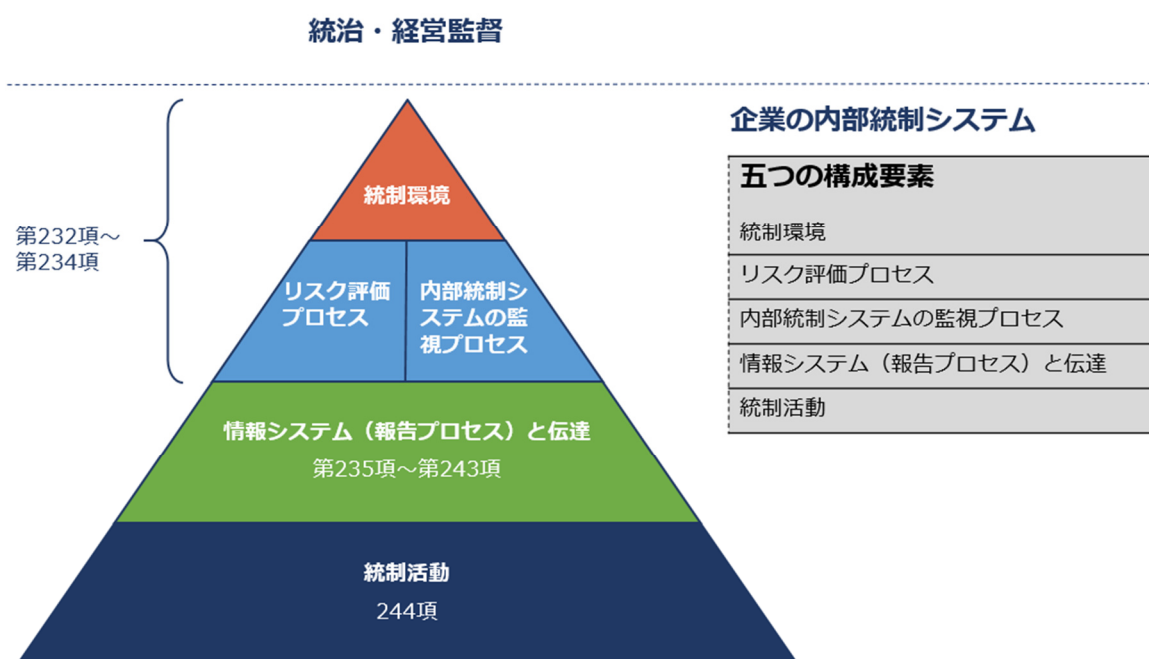 統治・経営監督
企業の内部統制システム
五つの構成要素
統制環境
リスク評価プロセス
内部統制システムの監視プロセス
情報システム（報告プロセス）と伝達
統制活動
第232項～
第234項
統制環境
リスク評価
プロセス
内部統制シ
ステムの監
視プロセス
情報システム（報告プロセス）と伝達
第235項～第243項
統制活動
244項